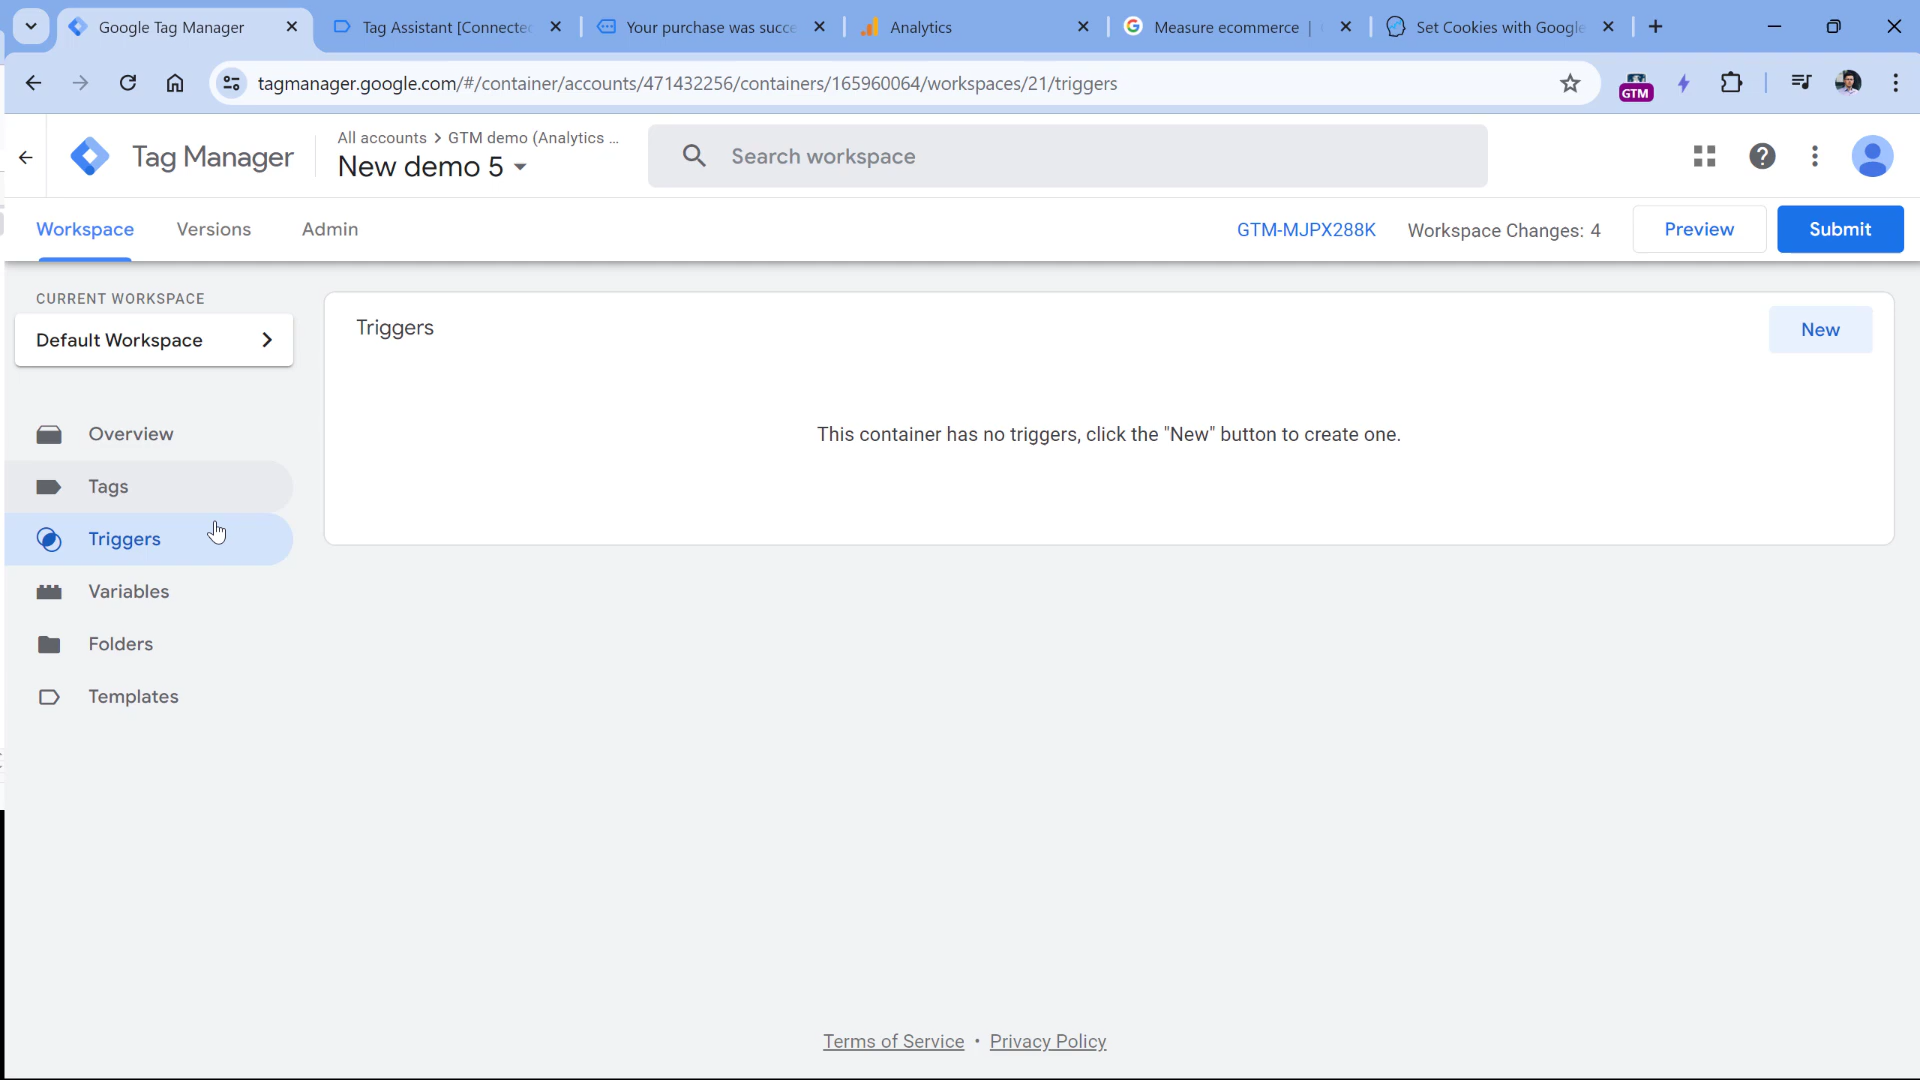 Google Tag Manager
Tag Assistant [Connected
Your purchase was succe
Analytics
Measure ecommerce |
Set Cookies with Google
tagmanager.google.com/#/container/accounts/471432256/containers/165960064/workspaces/21/triggers
GTM
Tag Manager
All accounts > GTM demo (Analytics ...
New demo 5
Search workspace
Workspace
Versions
Admin
GTM-MJPX288K
Workspace Changes: 4
Preview
Submit
CURRENT WORKSPACE
Default Workspace
Overview
Tags
Triggers
Variables
Folders
Templates
Triggers
New
This container has no triggers, click the "New" button to create one.
Terms of Service • Privacy Policy